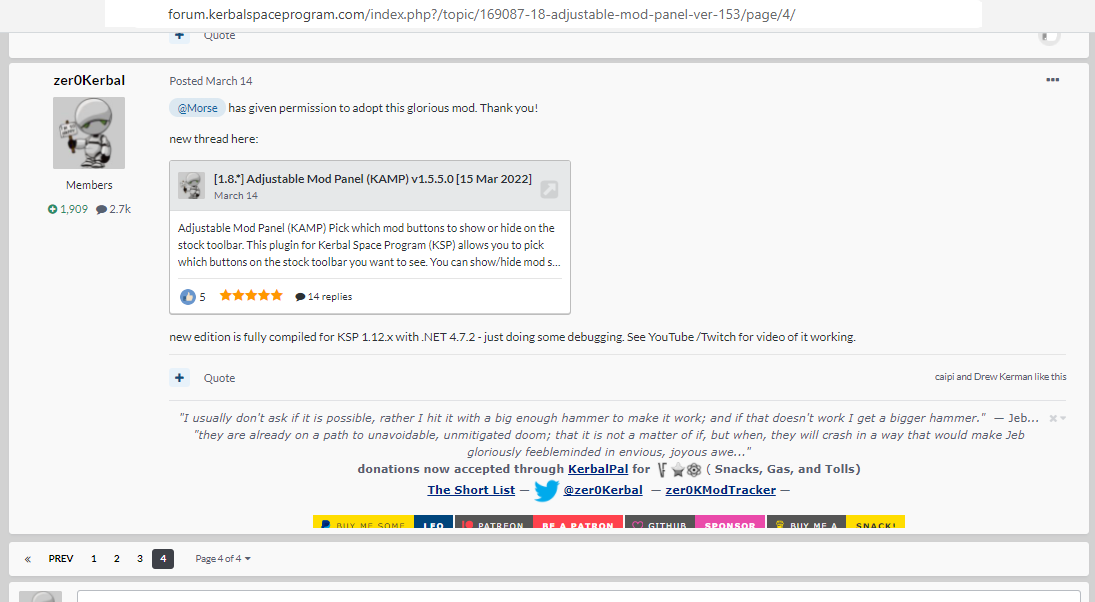 forum.kerbalspaceprogram.com/index.php?/topic/169087-18-adjustable-mod-panel-ver-153/page/4/
Quote
zer0Kerbal
Posted March 14
@Morse has given permission to adopt this glorious mod. Thank you!
new thread here:
[1.8.*] Adjustable Mod Panel (KAMP) v1.5.5.0 [15 Mar 2022]
March 14
Members
1,909 2.7k
Adjustable Mod Panel (KAMP) Pick which mod buttons to show or hide on the
stock toolbar. This plugin for Kerbal Space Program (KSP) allows you to pick
which buttons on the stock toolbar you want to see. You can show/hide mod s...
5 14 replies
new edition is fully compiled for KSP 1.12.x with .NET 4.7.2 - just doing some debugging. See YouTube /Twitch for video of it working.
Quote
caipi and Drew Kerman like this
"I usually don't ask if it is possible, rather I hit it with a big enough hammer to make it work; and if that doesn't work I get a bigger hammer." — Jeb...
"they are already on a path to unavoidable, unmitigated doom; that it is not a matter of if, but when, they will crash in a way that would make Jeb
gloriously feebleminded in envious, joyous awe..."
donations now accepted through KerbalPal for ( Snacks, Gas, and Tolls)
The Short List — @zer0Kerbal — zer0KModTracker —
BUY ME SOME LFO PATREON BE A PATRON GITHUB SPONSOR BUY ME A SNACK!
« PREV 1 2 3 4 Page 4 of 4